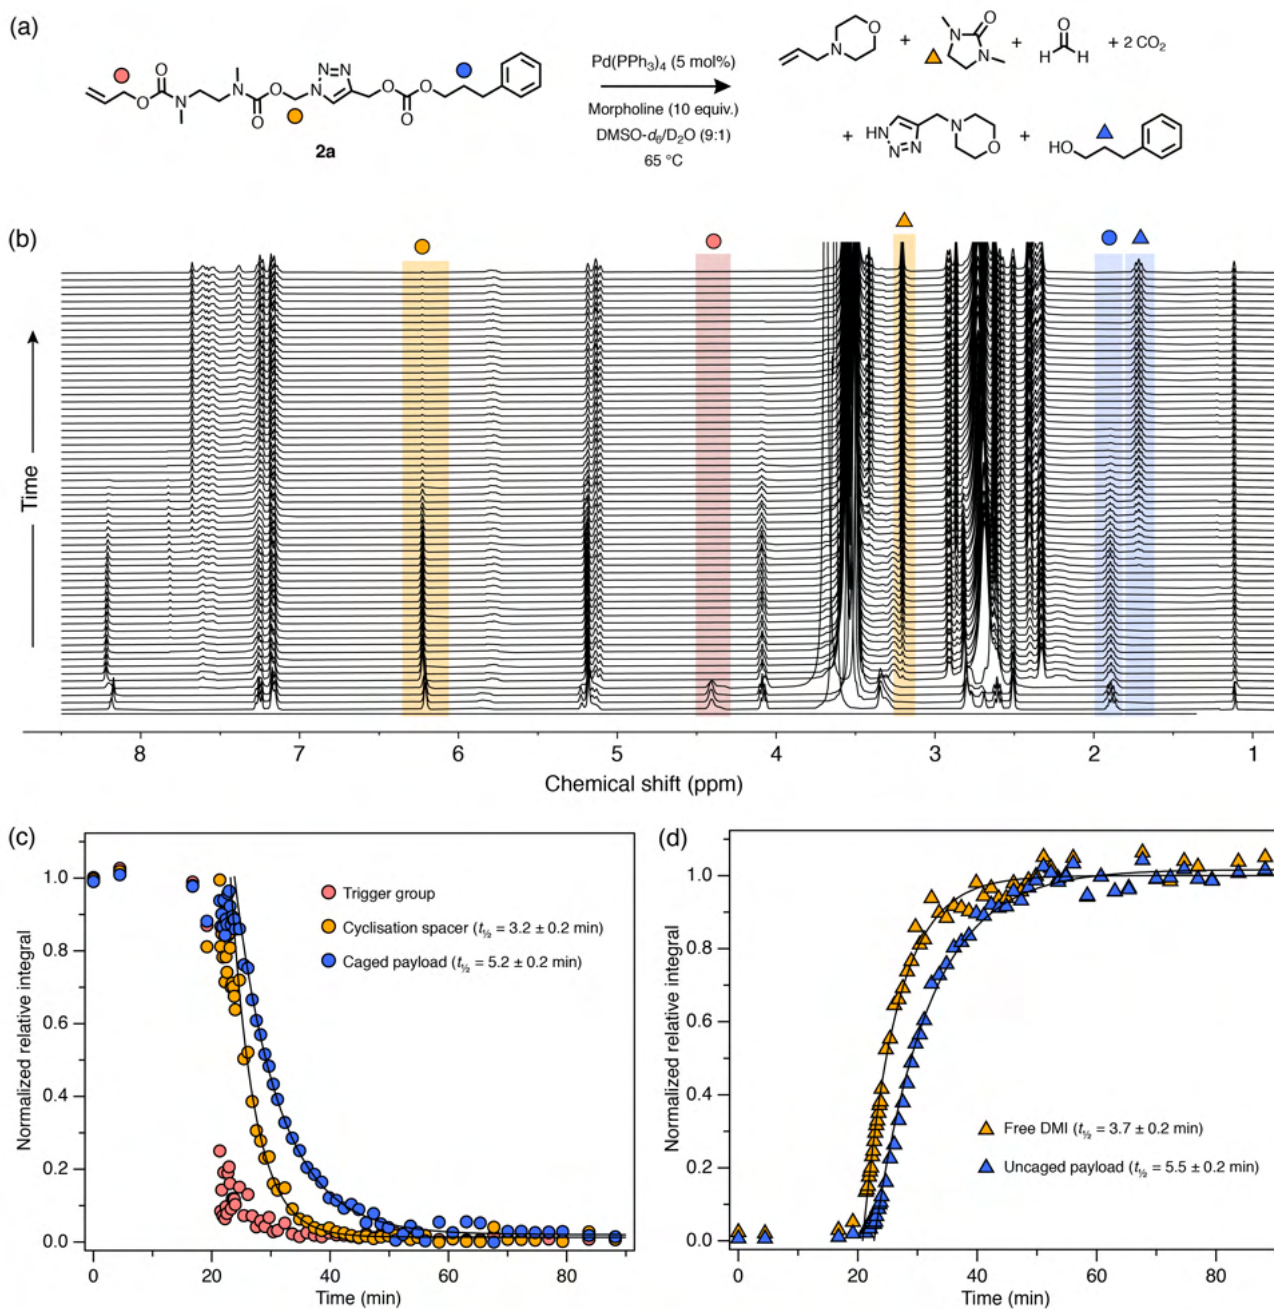 (a)
O
O
N
N
O
O
N
N=N
O
O
O
2a
Pd(PPh3)4 (5 mol%)
Morpholine (10 equiv.)
DMSO-d6/D2O (9:1)
65 °C
N
O
+
N
N
O
+
O
H
H
+ 2 CO2
+
HN
N=N
N
O
+
HO
(b)
Time
8
7
6
5
4
3
2
1
Chemical shift (ppm)
(c)
Normalized relative integral
1.0
0.8
0.6
0.4
0.2
0.0
Trigger group
Cyclisation spacer (t½ = 3.2 ± 0.2 min)
Caged payload (t½ = 5.2 ± 0.2 min)
0
20
40
60
80
Time (min)
(d)
Normalized relative integral
1.0
0.8
0.6
0.4
0.2
0.0
Free DMI (t½ = 3.7 ± 0.2 min)
Uncaged payload (t½ = 5.5 ± 0.2 min)
0
20
40
60
80
Time (min)